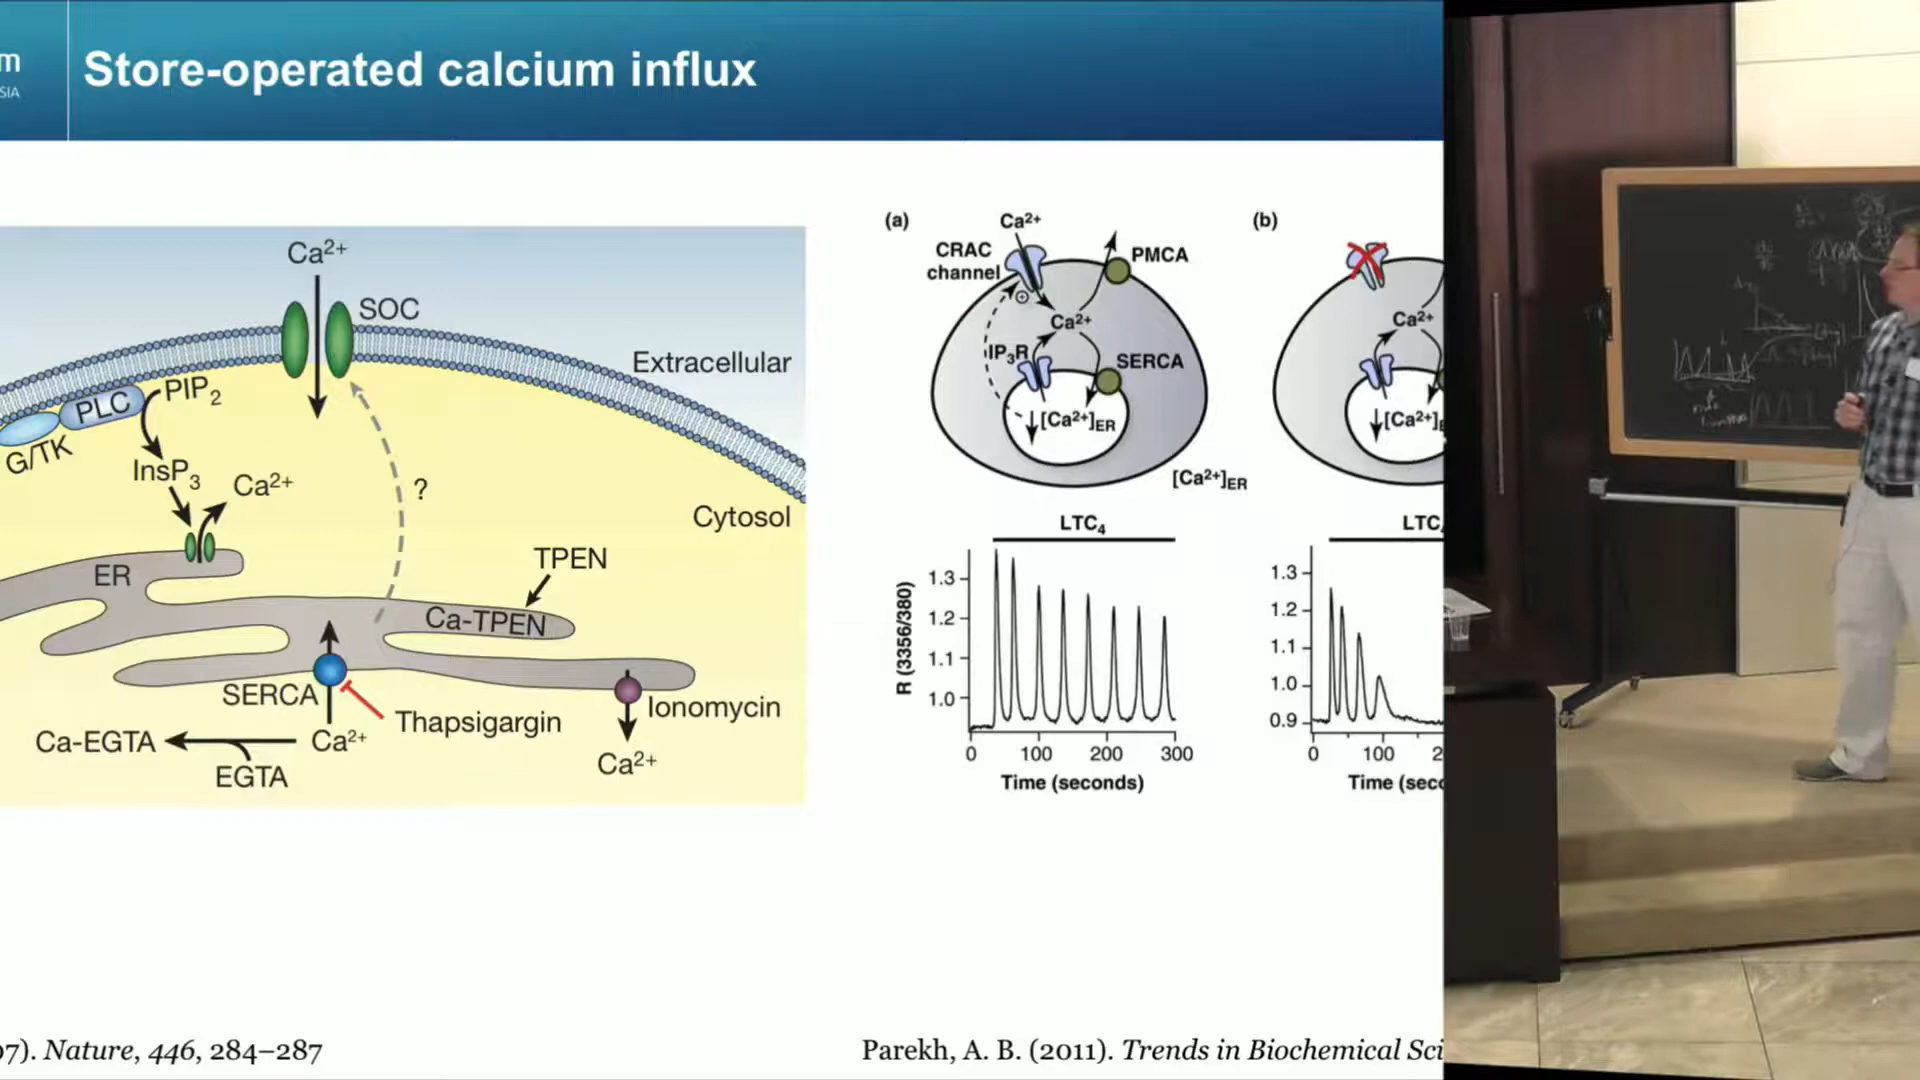 m
SIA
Store-operated calcium influx
Ca²⁺
SOC
Extracellular
PIP₂
PLC
G/TK
InsP₃
Ca²⁺
?
Cytosol
ER
TPEN
Ca-TPEN
SERCA
Thapsigargin
Ionomycin
Ca-EGTA
Ca²⁺
EGTA
Ca²⁺
(a)
Ca²⁺
CRAC
channel
PMCA
+
Ca²⁺
IP₃R
SERCA
↓[Ca²⁺]ER
[Ca²⁺]ER
LTC₄
R (3356/380)
1.3
1.2
1.1
1.0
0
100
200
300
Time (seconds)
(b)
Ca²⁺
↓[Ca²⁺]E
LTC₄
1.3
1.2
1.1
1.0
0.9
0
100
2
Time (sec
07). Nature, 446, 284–287
Parekh, A. B. (2011). Trends in Biochemical Sci